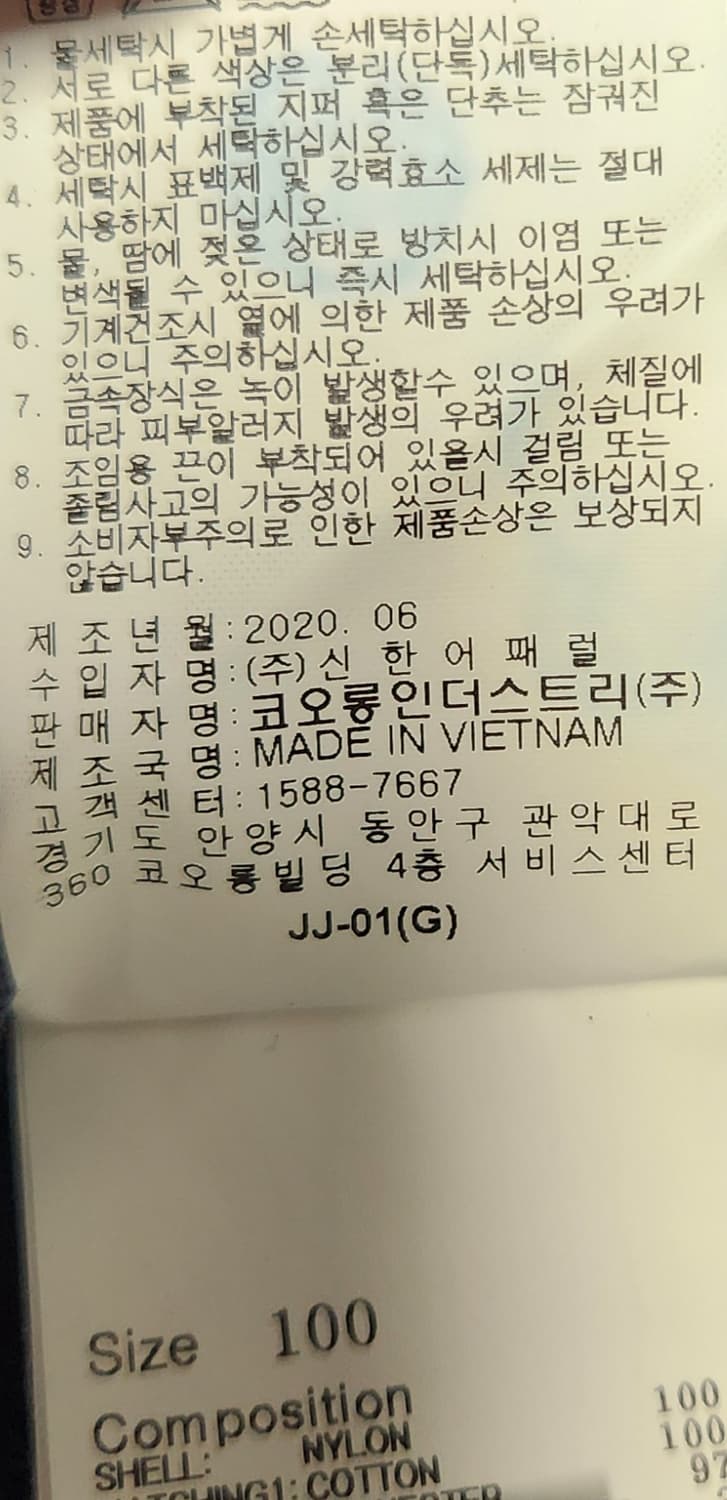 1. 물세탁시 가볍게 손세탁하십시오.
2. 서로 다른 색상은 분리(단독)세탁하십시오.
3. 제품에 부착된 지퍼 혹은 단추는 잠궈진
상태에서 세탁하십시오.
4. 세탁시 표백제 및 강력효소 세제는 절대
사용하지 마십시오.
5. 물, 땀에 젖은 상태로 방치시 이염 또는
변색될 수 있으니 즉시 세탁하십시오.
6. 기계건조시 열에 의한 제품 손상의 우려가
있으니 주의하십시오.
7. 금속장식은 녹이 발생할수 있으며, 체질에
따라 피부알러지 발생의 우려가 있습니다.
8. 조임용 끈이 부착되어 있을시 걸림 또는
졸림사고의 가능성이 있으니 주의하십시오.
9. 소비자부주의로 인한 제품손상은 보상되지
않습니다.
제 조 년 월:2020. 06
수 입 자 명:(주)신 한 어 패 럴
판 매 자 명:코오롱인더스트리(주)
제 조 국 명:MADE IN VIETNAM
고 객 센 터:1588-7667
경 기 도 안 양 시 동 안 구 관 악 대 로
360 코 오 롱 빌 딩 4층 서 비 스 센 터
JJ-01(G)
Size 100
Composition 100
SHELL: NYLON 100
COTTON 97